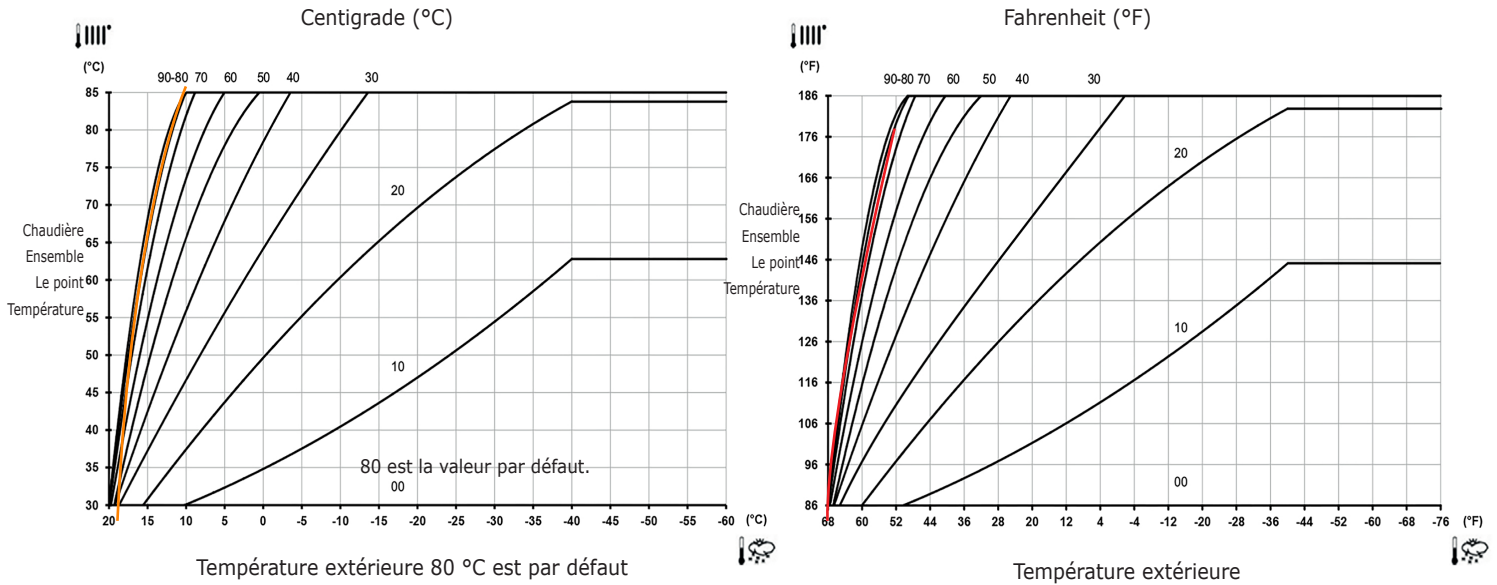 Centigrade (°C)
(°C)
90-80 70 60 50 40 30
85
80
75
70
65
60
55
50
45
40
35
30
Chaudière
Ensemble
Le point
Température
20
10
80 est la valeur par défaut.
00
20 15 10 5 0 -5 -10 -15 -20 -25 -30 -35 -40 -45 -50 -55 -60 (°C)
Température extérieure 80 °C est par défaut
Fahrenheit (°F)
(°F)
90-80 70 60 50 40 30
186
176
166
156
146
136
126
116
106
96
86
Chaudière
Ensemble
Le point
Température
20
10
00
68 60 52 44 36 28 20 12 4 -4 -12 -20 -28 -36 -44 -52 -60 -68 -76 (°F)
Température extérieure